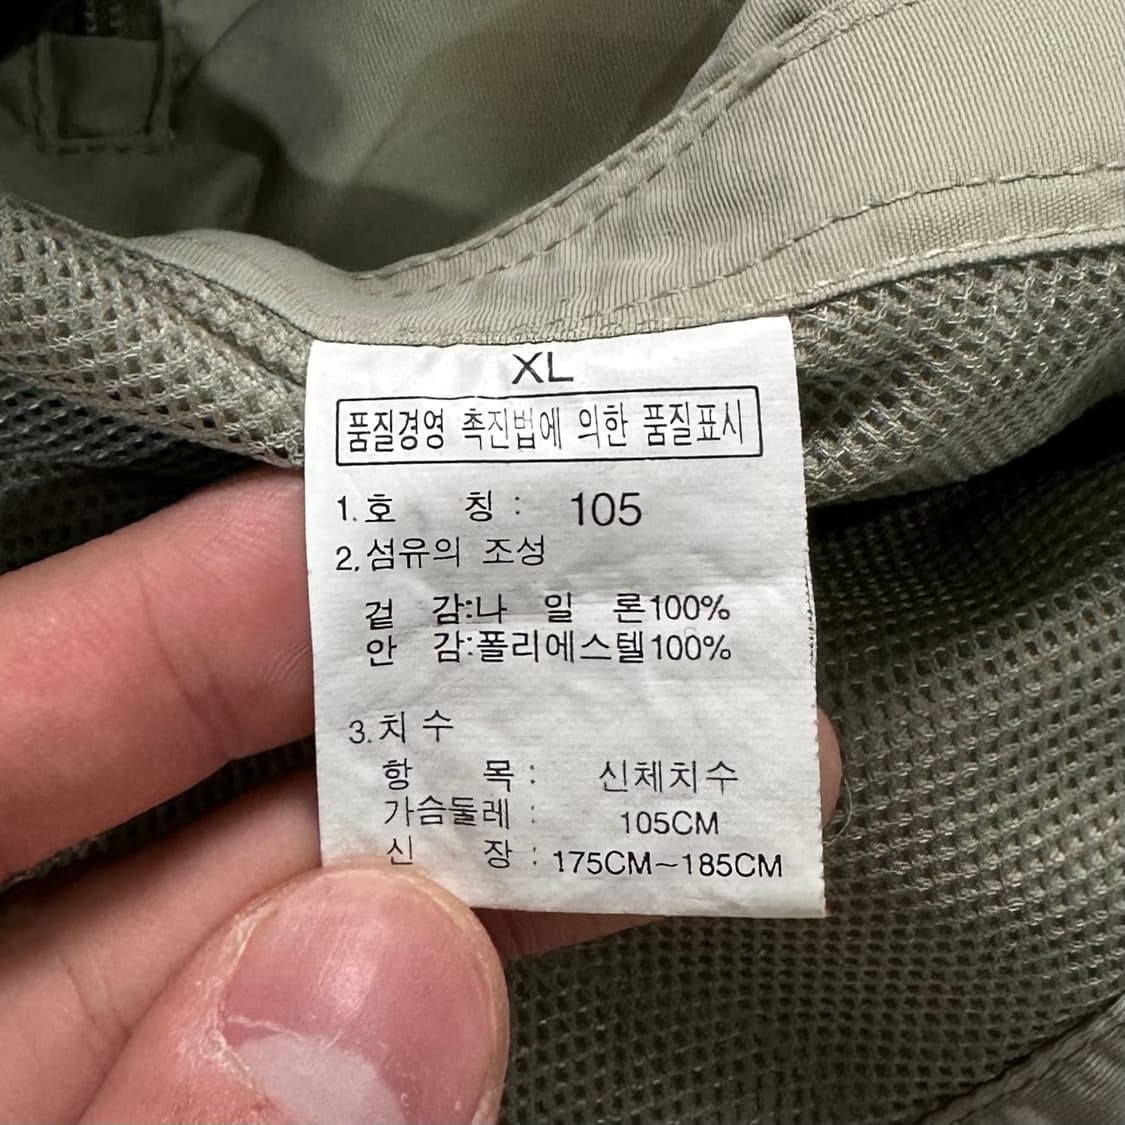 XL
품질경영 촉진법에 의한 품질표시
1. 호 칭 : 105
2. 섬유의 조성
겉 감:나 일 론100%
안 감:폴리에스텔100%
3. 치 수
항 목 : 신체치수
가슴둘레 : 105CM
신 장 : 175CM~185CM